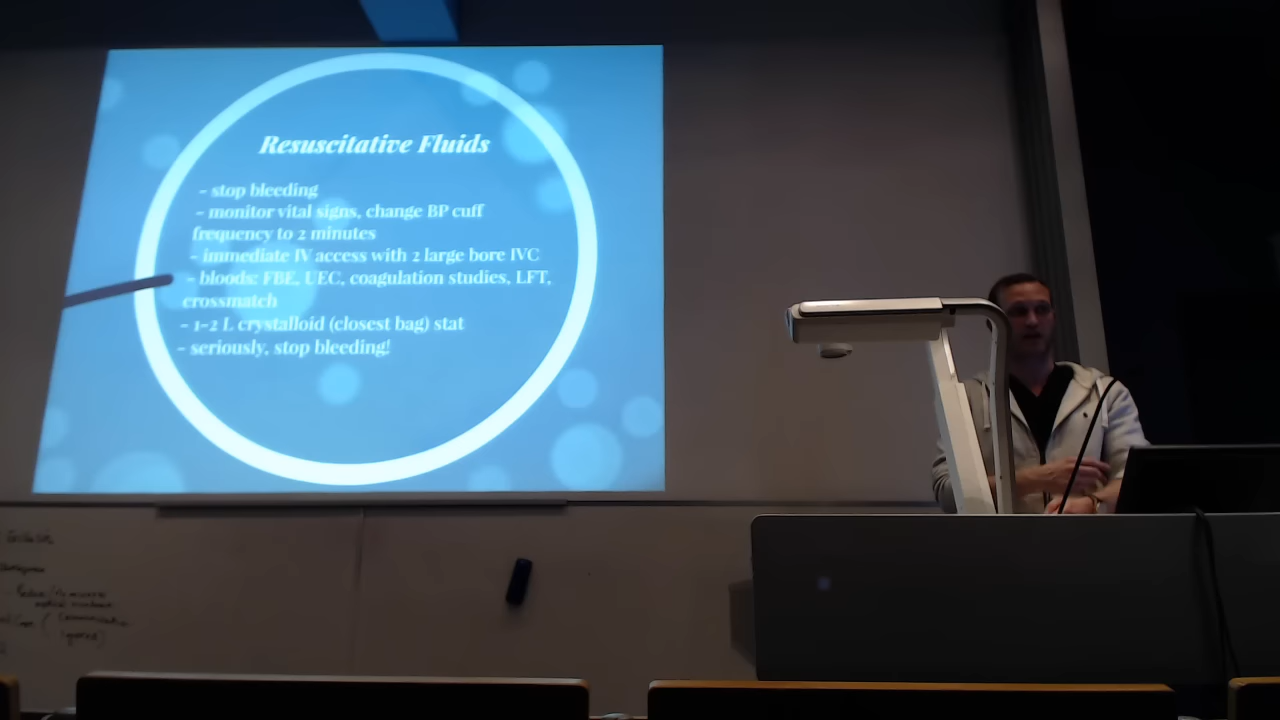 Resuscitative Fluids
- stop bleeding
- monitor vital signs, change BP cuff
frequency to 2 minutes
- immediate IV access with 2 large bore IVC
- bloods: FBE, UEC, coagulation studies, LFT,
crossmatch
- 1-2 L crystalloid (closest bag) stat
- seriously, stop bleeding!